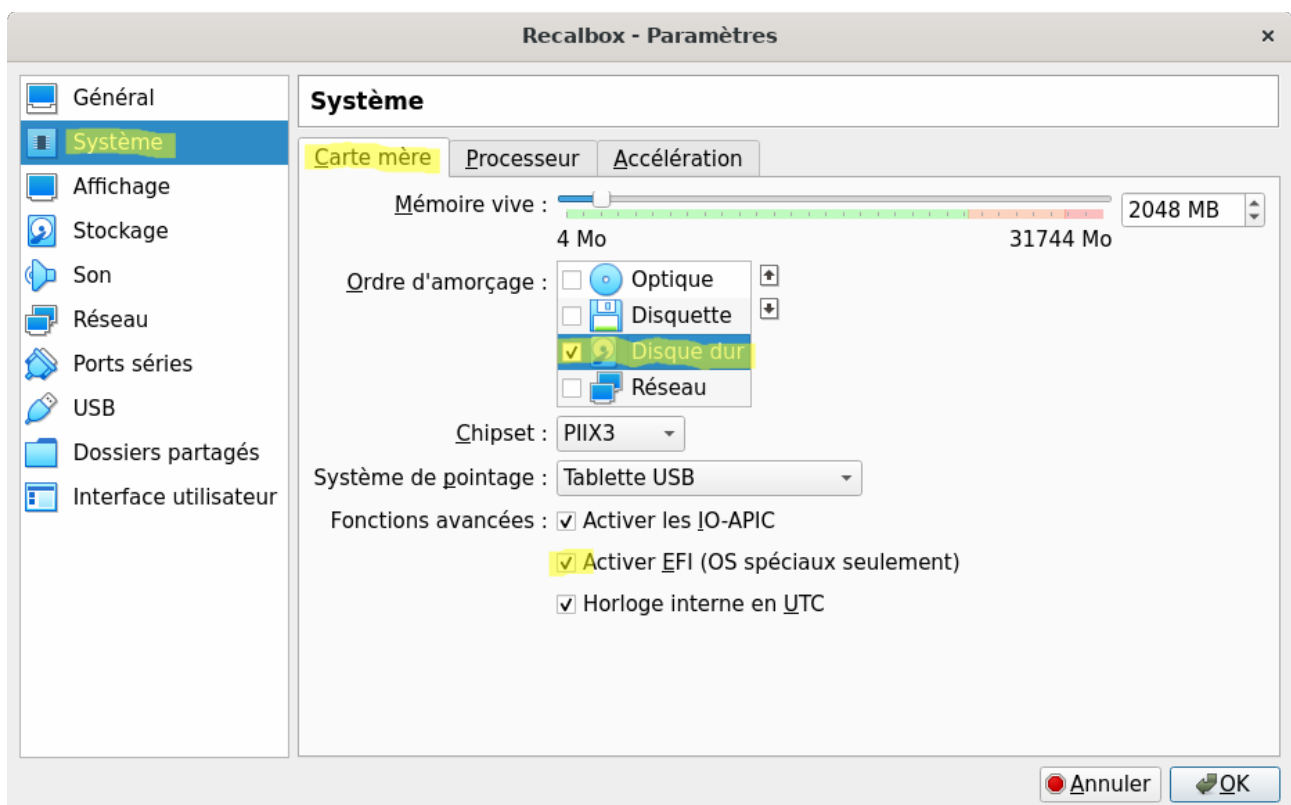 Recalbox - Paramètres ×
Général
Système
Affichage
Stockage
Son
Réseau
Ports séries
USB
Dossiers partagés
Interface utilisateur
Système
Carte mère Processeur Accélération
Mémoire vive : 2048 MB
4 Mo 31744 Mo
Ordre d'amorçage : Optique
Disquette
Disque dur
Réseau
Chipset : PIIX3
Système de pointage : Tablette USB
Fonctions avancées : Activer les IO-APIC
Activer EFI (OS spéciaux seulement)
Horloge interne en UTC
Annuler OK